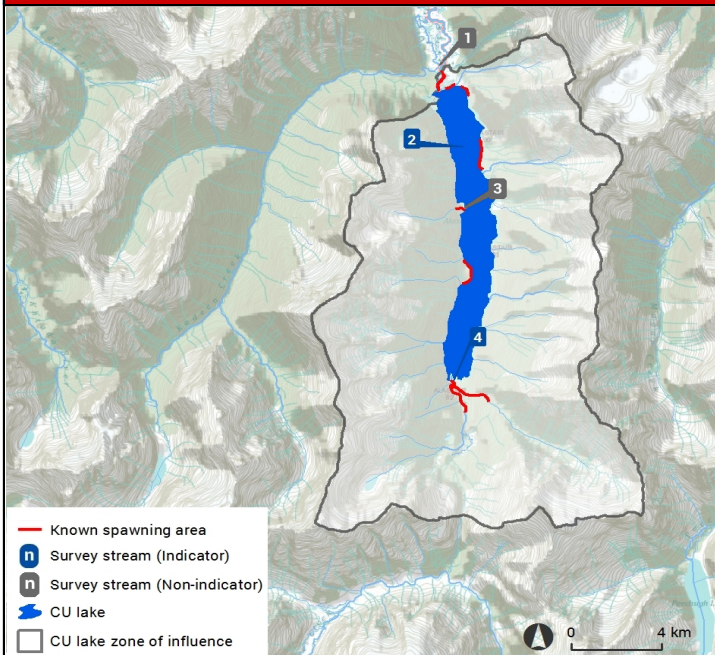 1
2
3
4
Known spawning area
n Survey stream (Indicator)
n Survey stream (Non-indicator)
CU lake
CU lake zone of influence
0 4 km